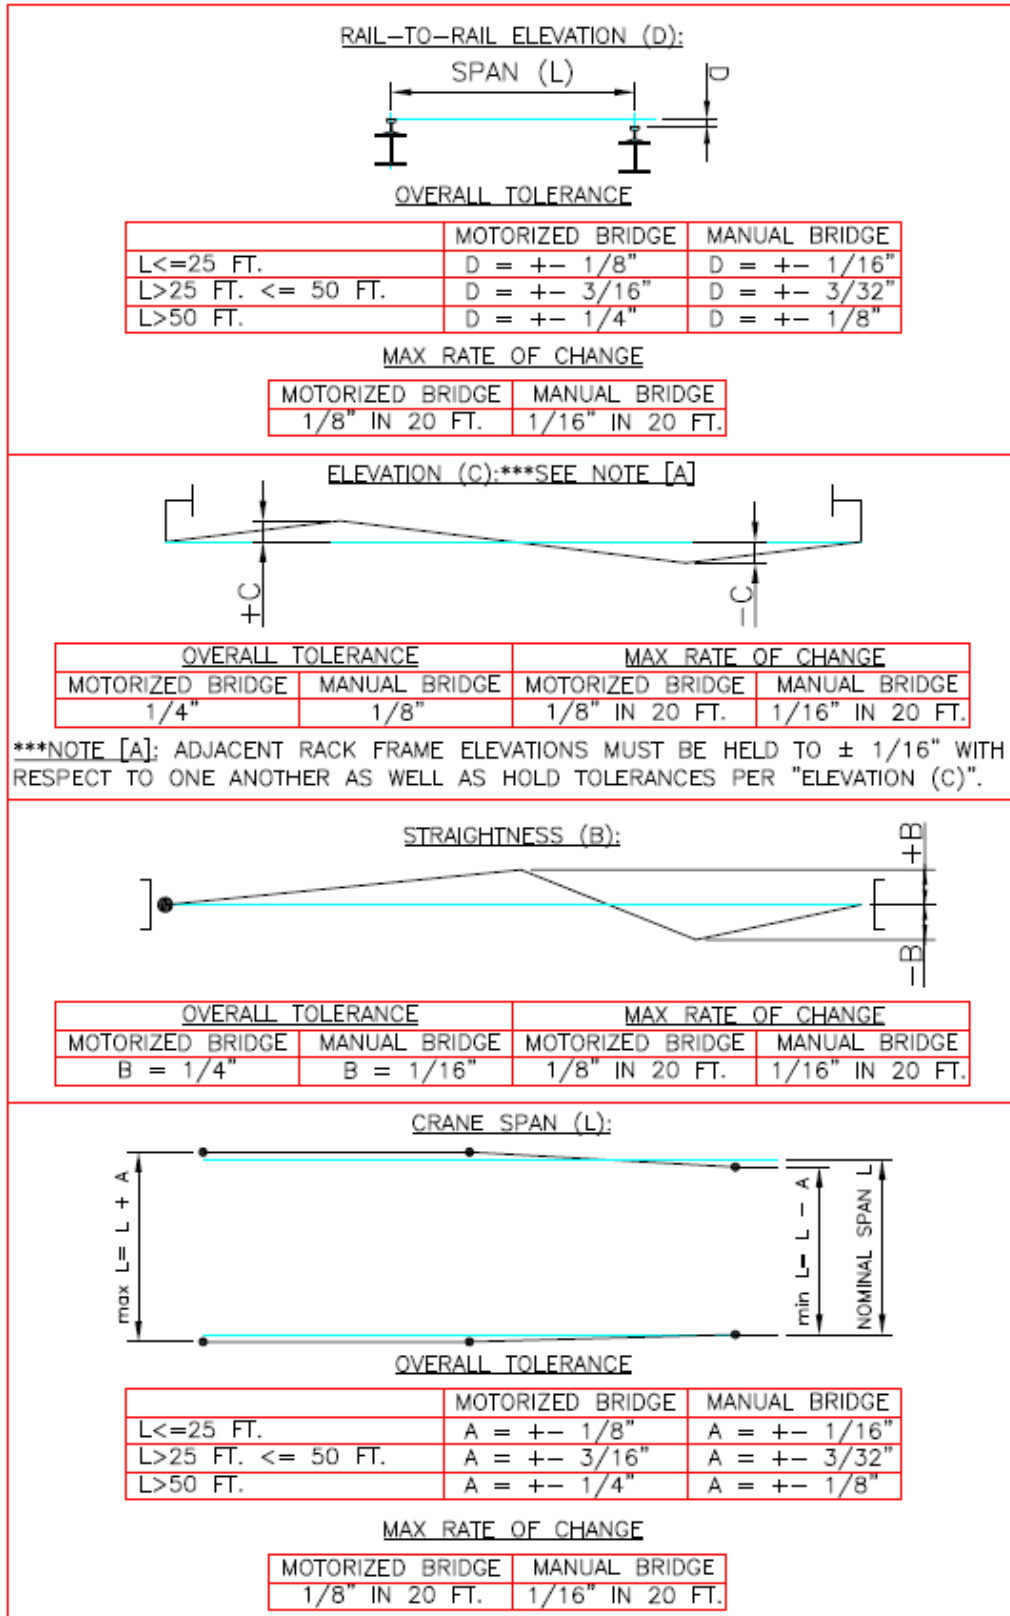 RAIL-TO-RAIL ELEVATION (D):
SPAN (L)
D
OVERALL TOLERANCE
MOTORIZED BRIDGE MANUAL BRIDGE
L<=25 FT. D = +- 1/8" D = +- 1/16"
L>25 FT. <= 50 FT. D = +- 3/16" D = +- 3/32"
L>50 FT. D = +- 1/4" D = +- 1/8"
MAX RATE OF CHANGE
MOTORIZED BRIDGE MANUAL BRIDGE
1/8" IN 20 FT. 1/16" IN 20 FT.
ELEVATION (C):***SEE NOTE [A]
+C
-C
OVERALL TOLERANCE MAX RATE OF CHANGE
MOTORIZED BRIDGE MANUAL BRIDGE MOTORIZED BRIDGE MANUAL BRIDGE
1/4" 1/8" 1/8" IN 20 FT. 1/16" IN 20 FT.
***NOTE [A]: ADJACENT RACK FRAME ELEVATIONS MUST BE HELD TO ± 1/16" WITH
RESPECT TO ONE ANOTHER AS WELL AS HOLD TOLERANCES PER "ELEVATION (C)".
STRAIGHTNESS (B):
+B
-B
OVERALL TOLERANCE MAX RATE OF CHANGE
MOTORIZED BRIDGE MANUAL BRIDGE MOTORIZED BRIDGE MANUAL BRIDGE
B = 1/4" B = 1/16" 1/8" IN 20 FT. 1/16" IN 20 FT.
CRANE SPAN (L):
max L= L + A
min L= L - A
NOMINAL SPAN L
OVERALL TOLERANCE
MOTORIZED BRIDGE MANUAL BRIDGE
L<=25 FT. A = +- 1/8" A = +- 1/16"
L>25 FT. <= 50 FT. A = +- 3/16" A = +- 3/32"
L>50 FT. A = +- 1/4" A = +- 1/8"
MAX RATE OF CHANGE
MOTORIZED BRIDGE MANUAL BRIDGE
1/8" IN 20 FT. 1/16" IN 20 FT.